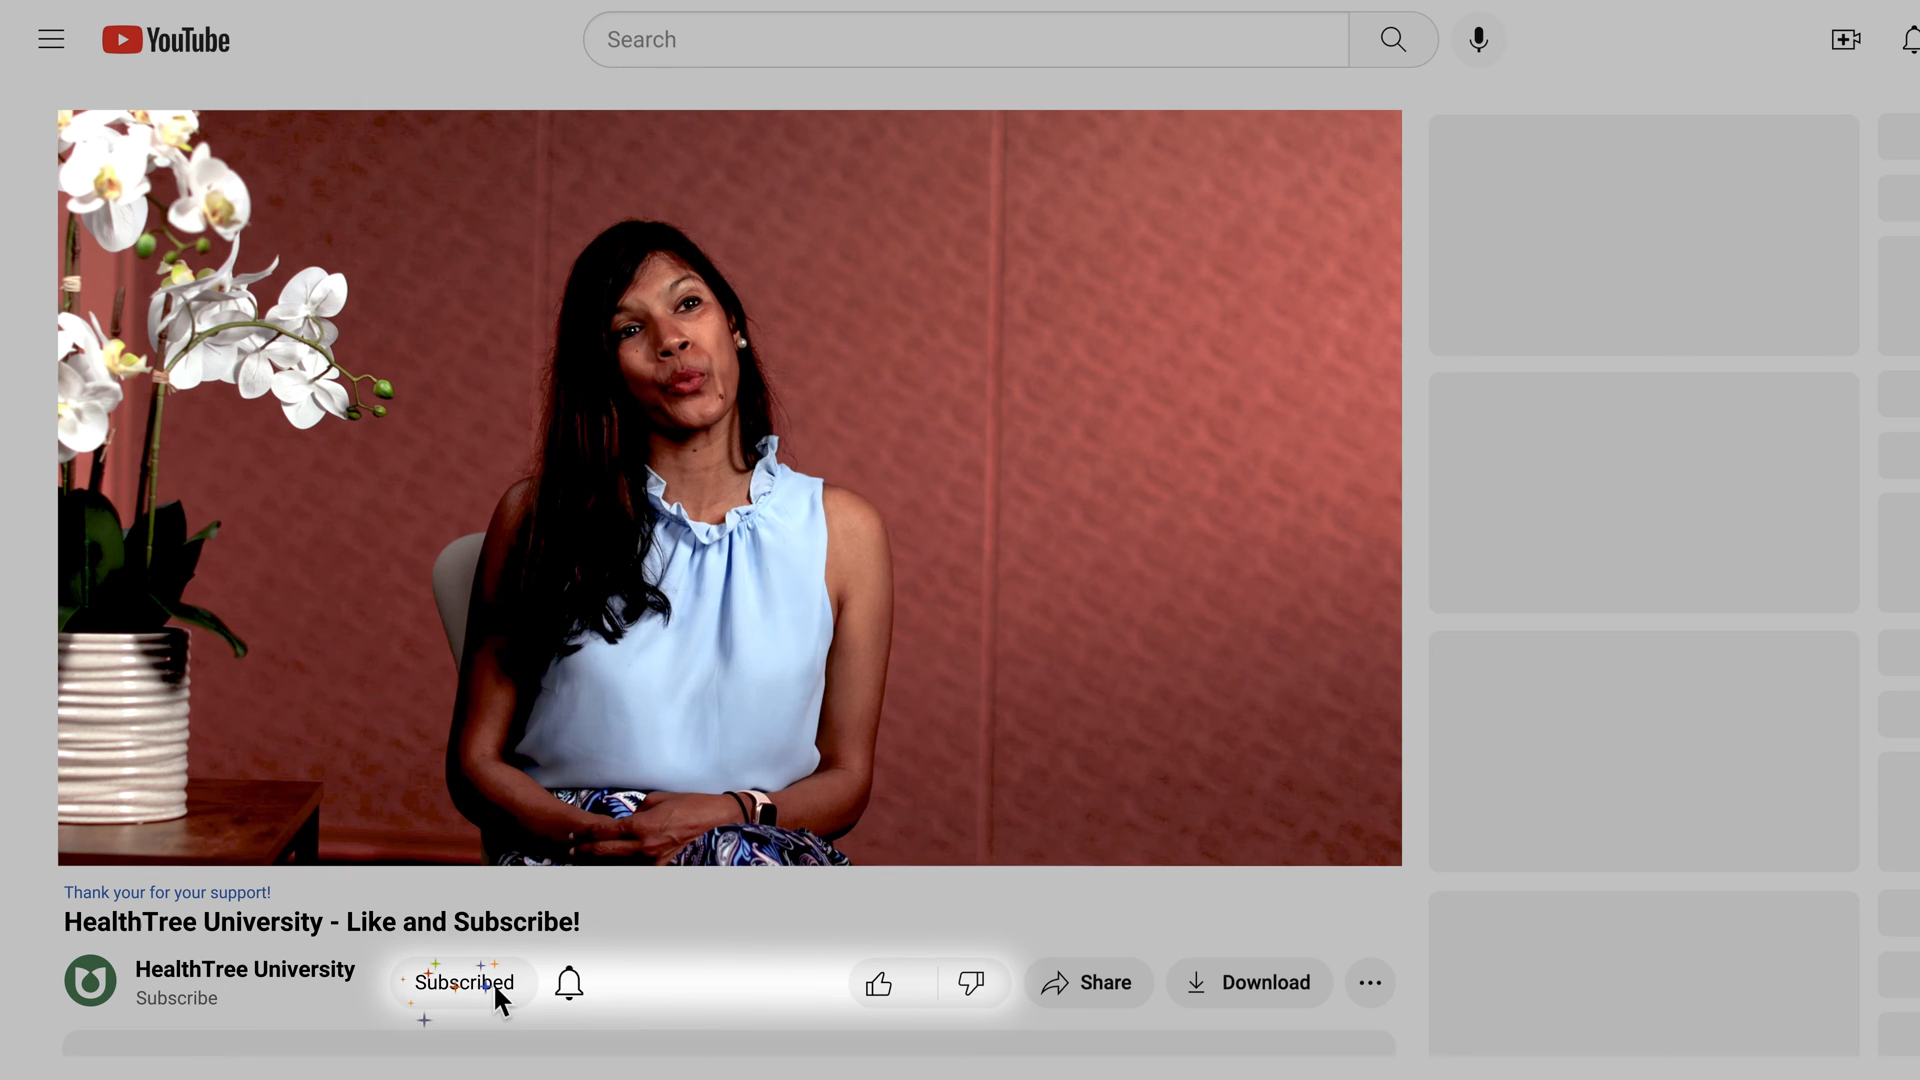 YouTube
Search
Thank your for your support!
HealthTree University - Like and Subscribe!
HealthTree University
Subscribe
Subscribed
Share
Download